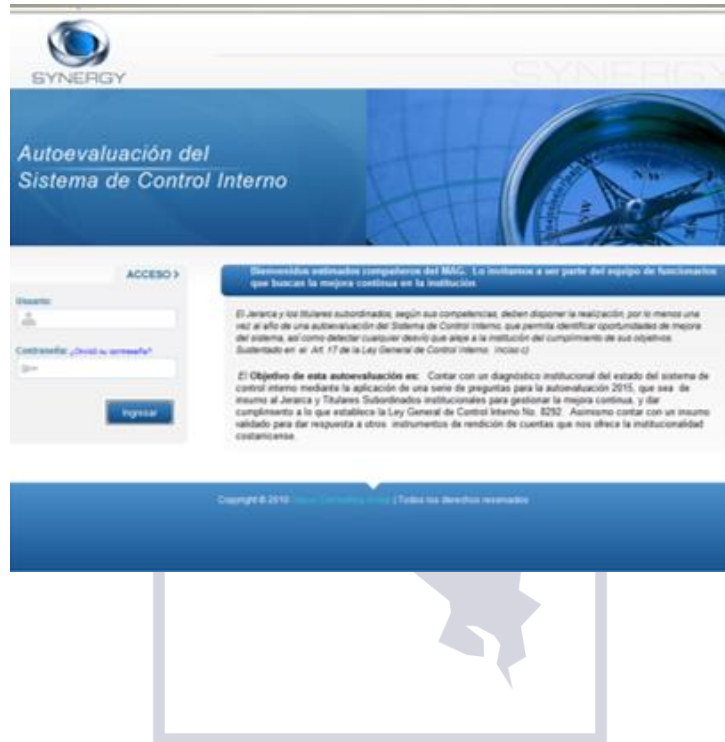 SYNERGY
SYNERGY
Autoevaluación del
Sistema de Control Interno
ACCESO >
Bienvenidos estimados compañeros del MAG. Lo invitamos a ser parte del equipo de funcionarios
que buscan la mejora continua en la institución
Usuario:
Contraseña: ¿Olvidó su contraseña?
Ingresar
El Jerarca y los titulares subordinados, según sus competencias, deben disponer la realización, por lo menos una
vez al año de una autoevaluación del Sistema de Control Interno, que permita identificar oportunidades de mejora
del sistema, así como detectar cualquier desvío que aleje a la institución del cumplimiento de sus objetivos.
Sustentado en el Art. 17 de la Ley General de Control Interno. inciso c)
El Objetivo de esta autoevaluación es: Contar con un diagnóstico institucional del estado del sistema de
control interno mediante la aplicación de una serie de preguntas para la autoevaluación 2015, que sea de
insumo al Jerarca y Titulares Subordinados institucionales para gestionar la mejora continua, y dar
cumplimiento a lo que establece la Ley General de Control Interno No. 8292. Asimismo contar con un insumo
validado para dar respuesta a otros instrumentos de rendición de cuentas que nos ofrece la institucionalidad
costarricense.
Copyright © 2010 | Todos los derechos reservados